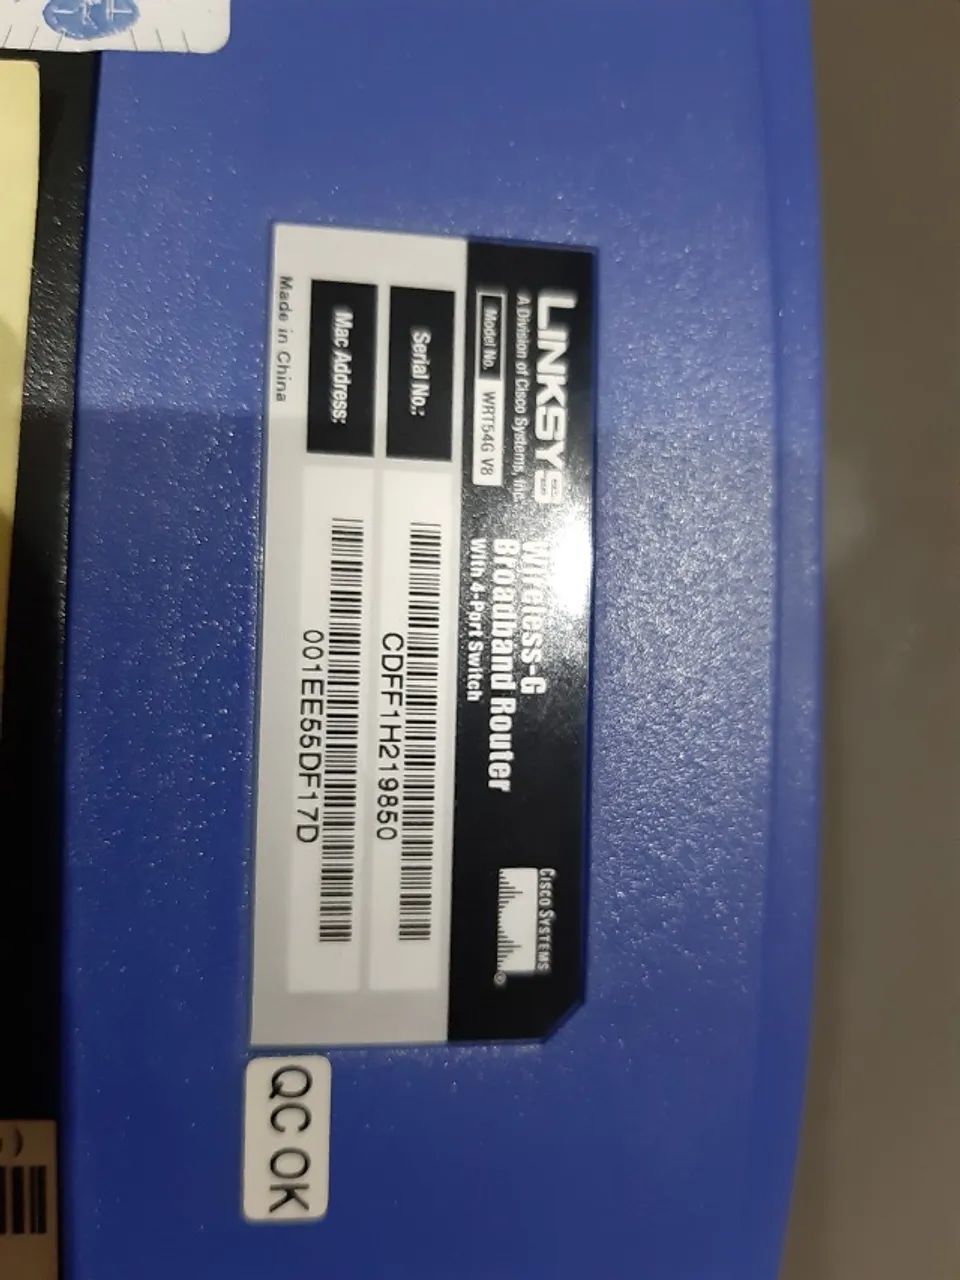 LINKSYS
A Division of Cisco Systems, Inc.
Model No. WRT54G V8
Wireless-G
Broadband Router
With 4-Port Switch
CISCO SYSTEMS
®
Serial No.:
CDFF1H219850
Mac Address:
001EE55DF17D
Made in China
QC OK